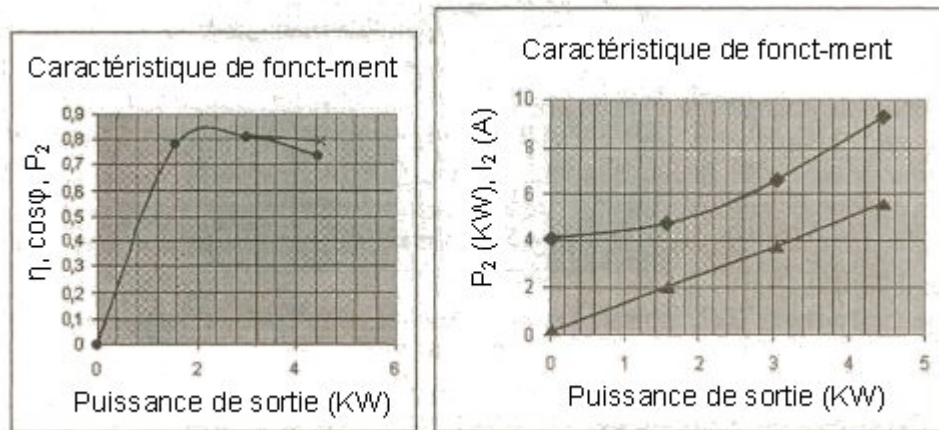 Caractéristique de fonct-ment
η, cosφ, P₂
0,9
0,8
0,7
0,6
0,5
0,4
0,3
0,2
0,1
0
0 2 4 6
Puissance de sortie (KW)
Caractéristique de fonct-ment
P₂ (KW), I₂ (A)
10
8
6
4
2
0
0 1 2 3 4 5
Puissance de sortie (KW)